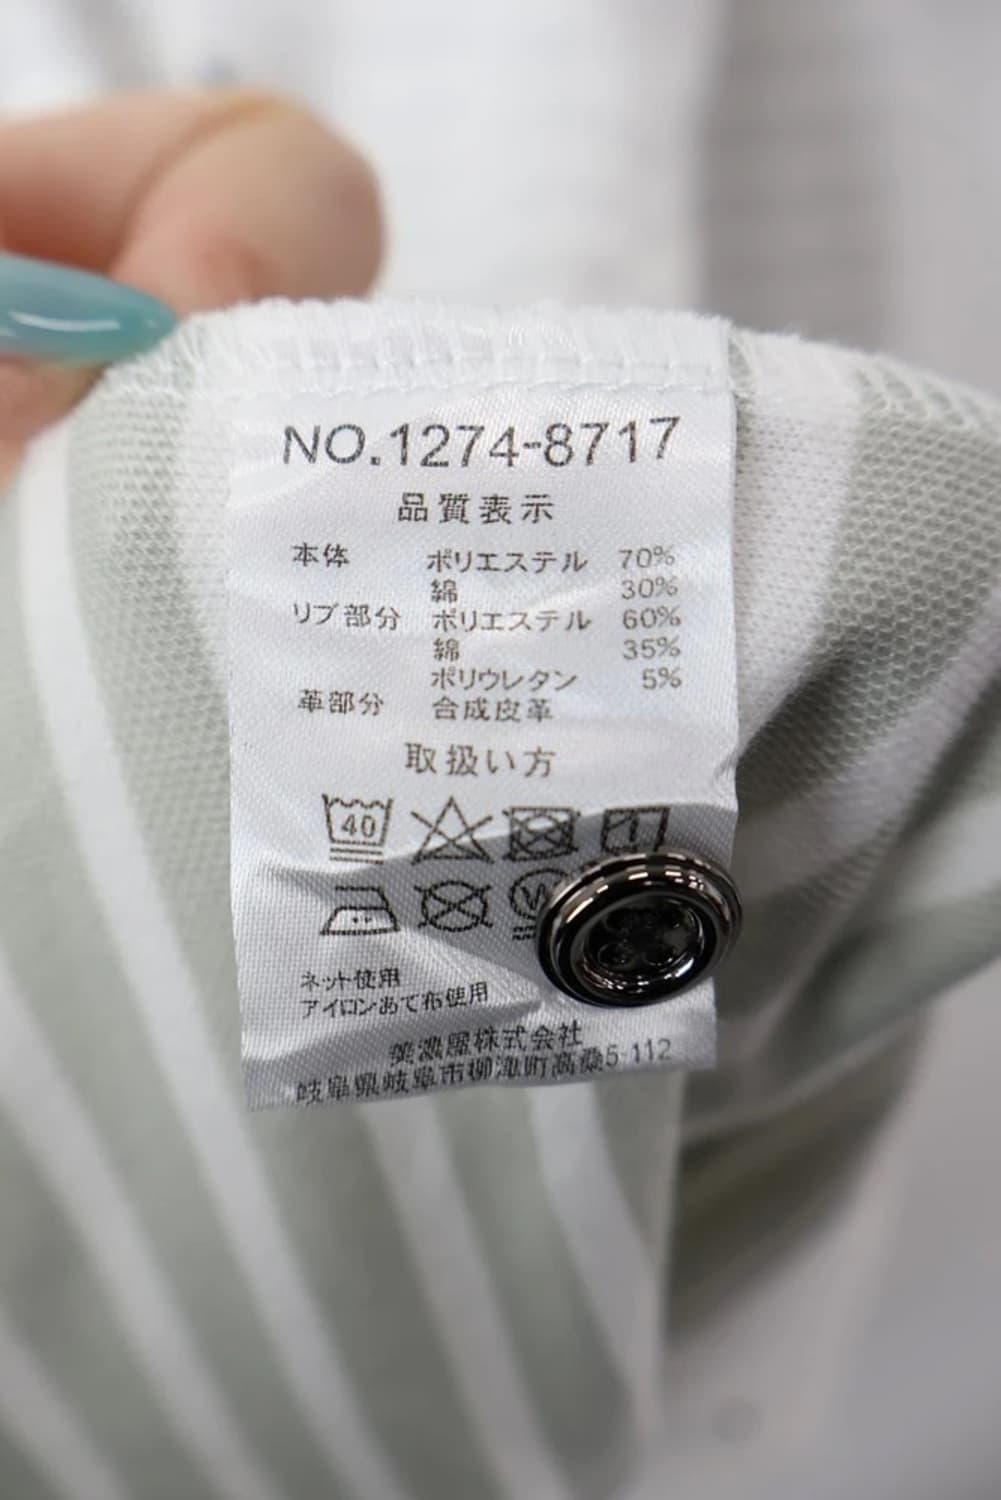 NO.1274-8717
品質表示
本体 ポリエステル 70%
綿 30%
リブ部分 ポリエステル 60%
綿 35%
ポリウレタン 5%
革部分 合成皮革
取扱い方
40
W
ネット使用
アイロンあて布使用
美濃屋株式会社
岐阜県岐阜市柳津町高桑5-112